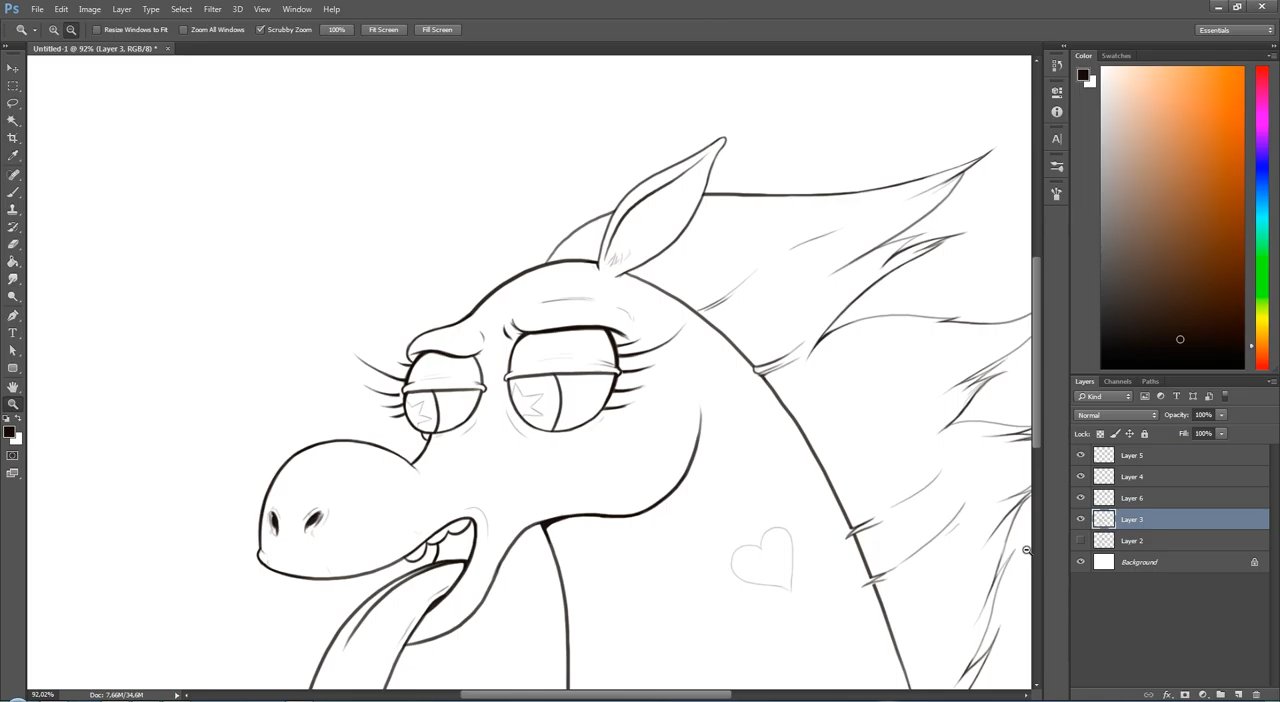 Ps File Edit Image Layer Type Select Filter 3D View Window Help
Resize Windows to Fit Zoom All Windows Scrubby Zoom 100% Fit Screen Fill Screen Essentials
Untitled-1 @ 92% (Layer 3, RGB/8) * ×
Color Swatches
Layers Channels Paths
Kind
Normal Opacity: 100%
Lock: Fill: 100%
Layer 5
Layer 4
Layer 6
Layer 3
Layer 2
Background
92,02% Doc: 7,66M/34,6M